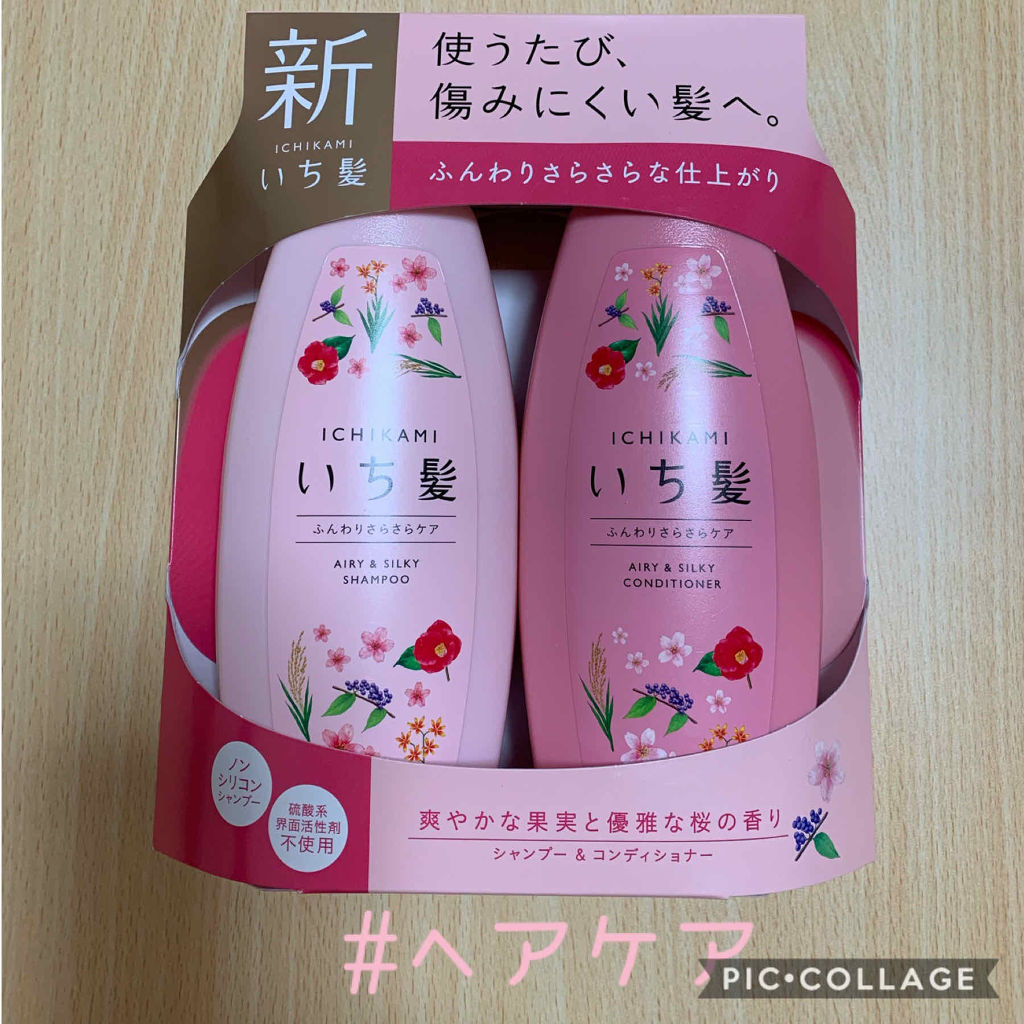 新
ICHIKAMI
いち髪
使うたび、
傷みにくい髪へ。
ふんわりさらさらな仕上がり
ICHIKAMI
いち髪
ふんわりさらさらケア
AIRY & SILKY
SHAMPOO
ICHIKAMI
いち髪
ふんわりさらさらケア
AIRY & SILKY
CONDITIONER
ノン
シリコン
シャンプー
硫酸系
界面活性剤
不使用
爽やかな果実と優雅な桜の香り
シャンプー & コンディショナー
#ヘアケア
PIC•COLLAGE